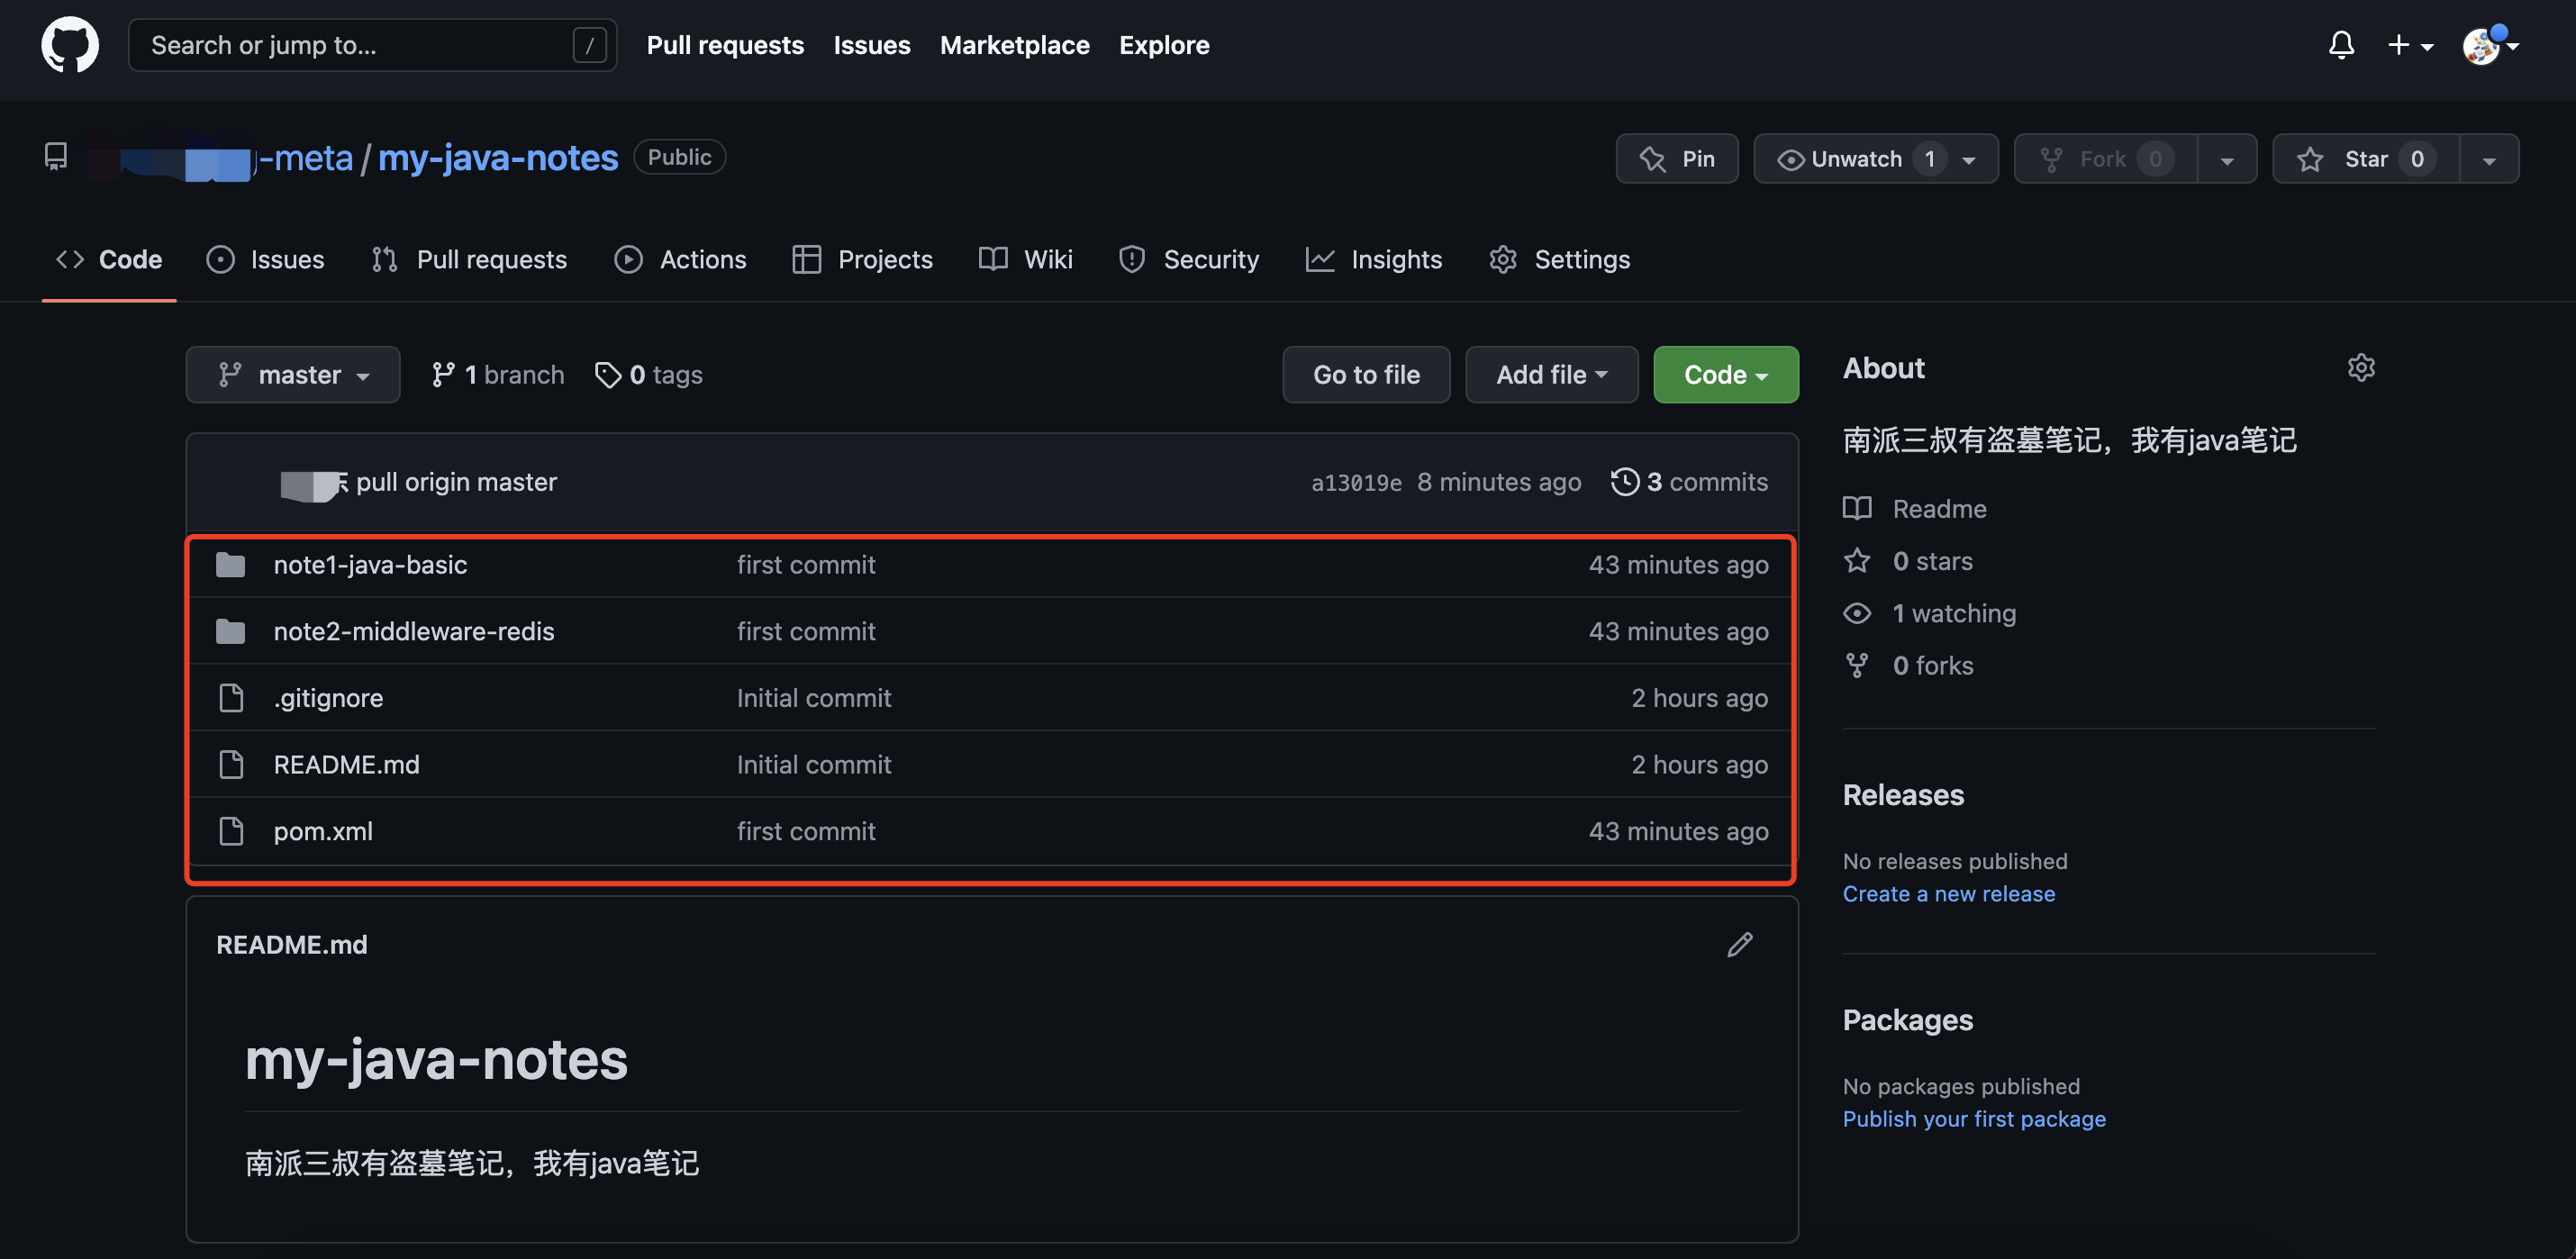 Search or jump to... /
Pull requests Issues Marketplace Explore
-meta / my-java-notes Public
Pin Unwatch 1 Fork 0 Star 0
Code Issues Pull requests Actions Projects Wiki Security Insights Settings
master 1 branch 0 tags Go to file Add file Code
pull origin master a13019e 8 minutes ago 3 commits
note1-java-basic first commit 43 minutes ago
note2-middleware-redis first commit 43 minutes ago
.gitignore Initial commit 2 hours ago
README.md Initial commit 2 hours ago
pom.xml first commit 43 minutes ago
README.md
my-java-notes
南派三叔有盗墓笔记，我有java笔记
About
南派三叔有盗墓笔记，我有java笔记
Readme
0 stars
1 watching
0 forks
Releases
No releases published
Create a new release
Packages
No packages published
Publish your first package